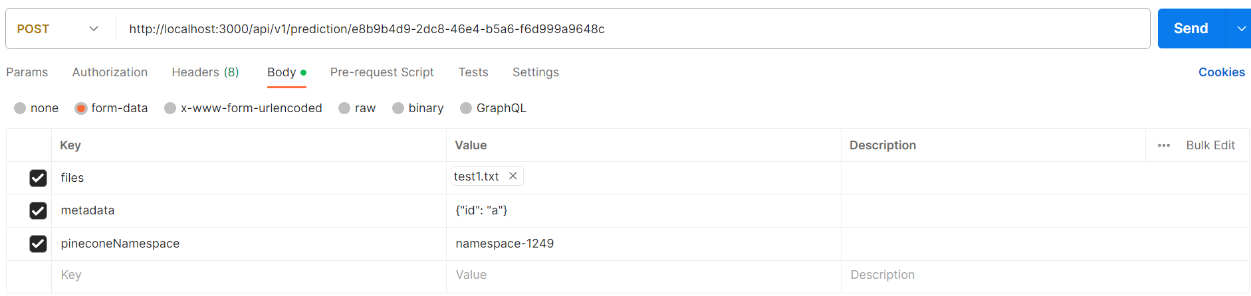 POST http://localhost:3000/api/v1/prediction/e8b9b4d9-2dc8-46e4-b5a6-f6d999a9648c Send
Params Authorization Headers (8) Body Pre-request Script Tests Settings Cookies
none form-data x-www-form-urlencoded raw binary GraphQL
Key Value Description ••• Bulk Edit
files test1.txt
metadata {"id": "a"}
pineconeNamespace namespace-1249
Key Value Description